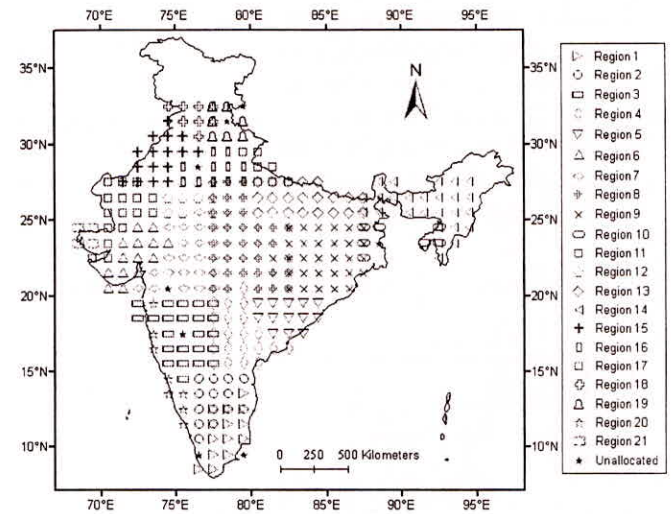 70°E 75°E 80°E 85°E 90°E 95°E
35°N 35°N
30°N 30°N
25°N 25°N
20°N 20°N
15°N 15°N
10°N 10°N
70°E 75°E 80°E 85°E 90°E 95°E
N
0 250 500 Kilometers
Region 1
Region 2
Region 3
Region 4
Region 5
Region 6
Region 7
Region 8
Region 9
Region 10
Region 11
Region 12
Region 13
Region 14
Region 15
Region 16
Region 17
Region 18
Region 19
Region 20
Region 21
Unallocated